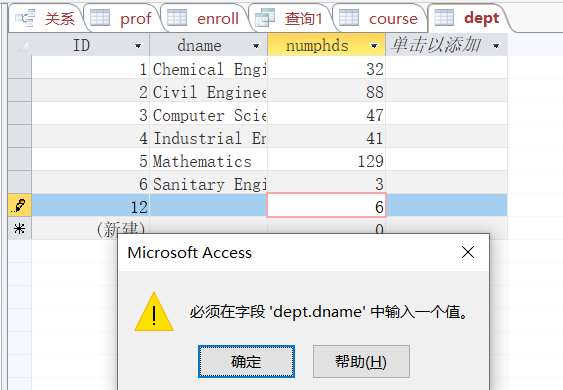 关系 prof enroll 查询1 course dept
ID dname numphds 单击以添加
1 Chemical Engi 32
2 Civil Enginee 88
3 Computer Scie 47
4 Industrial En 41
5 Mathematics 129
6 Sanitary Engi 3
12 6
(新建) 0
Microsoft Access
必须在字段 'dept.dname' 中输入一个值。
确定 帮助(H)